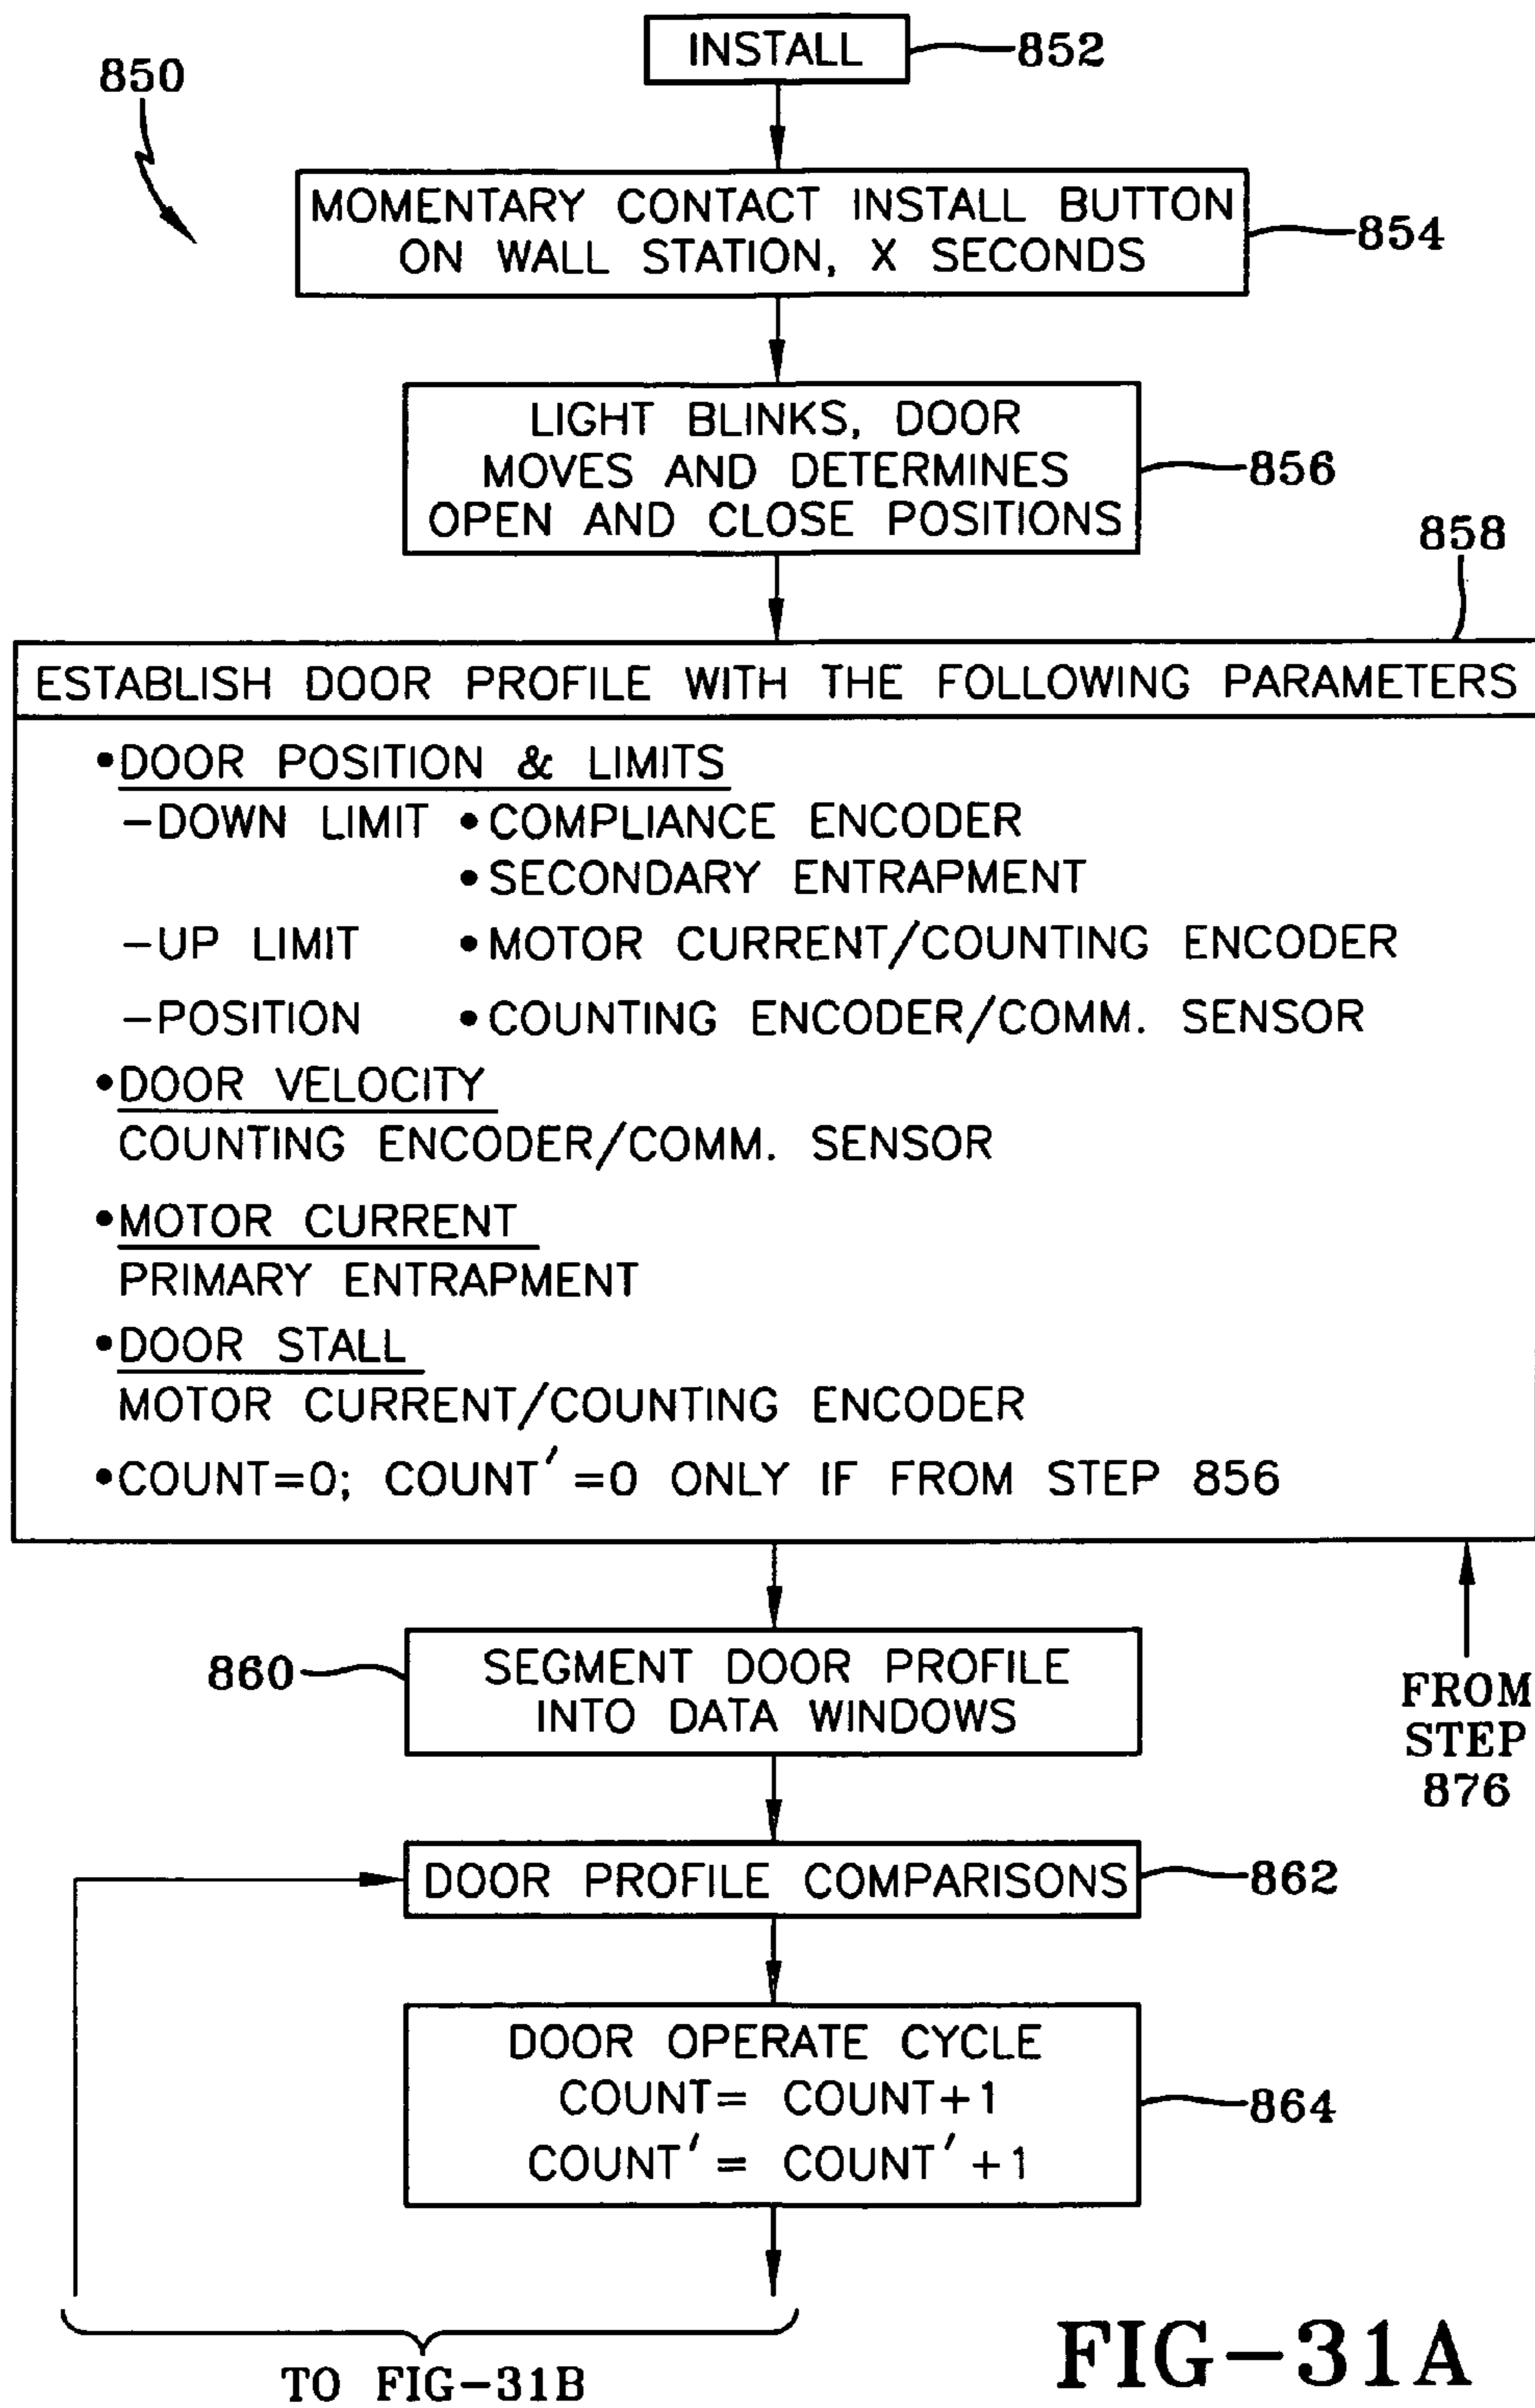 INSTALL
852
850
MOMENTARY CONTACT INSTALL BUTTON
ON WALL STATION, X SECONDS
854
LIGHT BLINKS, DOOR
MOVES AND DETERMINES
OPEN AND CLOSE POSITIONS
856
858
ESTABLISH DOOR PROFILE WITH THE FOLLOWING PARAMETERS
•DOOR POSITION & LIMITS
-DOWN LIMIT •COMPLIANCE ENCODER
•SECONDARY ENTRAPMENT
-UP LIMIT •MOTOR CURRENT/COUNTING ENCODER
-POSITION •COUNTING ENCODER/COMM. SENSOR
•DOOR VELOCITY
COUNTING ENCODER/COMM. SENSOR
•MOTOR CURRENT
PRIMARY ENTRAPMENT
•DOOR STALL
MOTOR CURRENT/COUNTING ENCODER
•COUNT=0; COUNT'=0 ONLY IF FROM STEP 856
860
SEGMENT DOOR PROFILE
INTO DATA WINDOWS
FROM
STEP
876
DOOR PROFILE COMPARISONS
862
DOOR OPERATE CYCLE
COUNT= COUNT+1
COUNT'= COUNT'+1
864
TO FIG-31B
FIG-31A